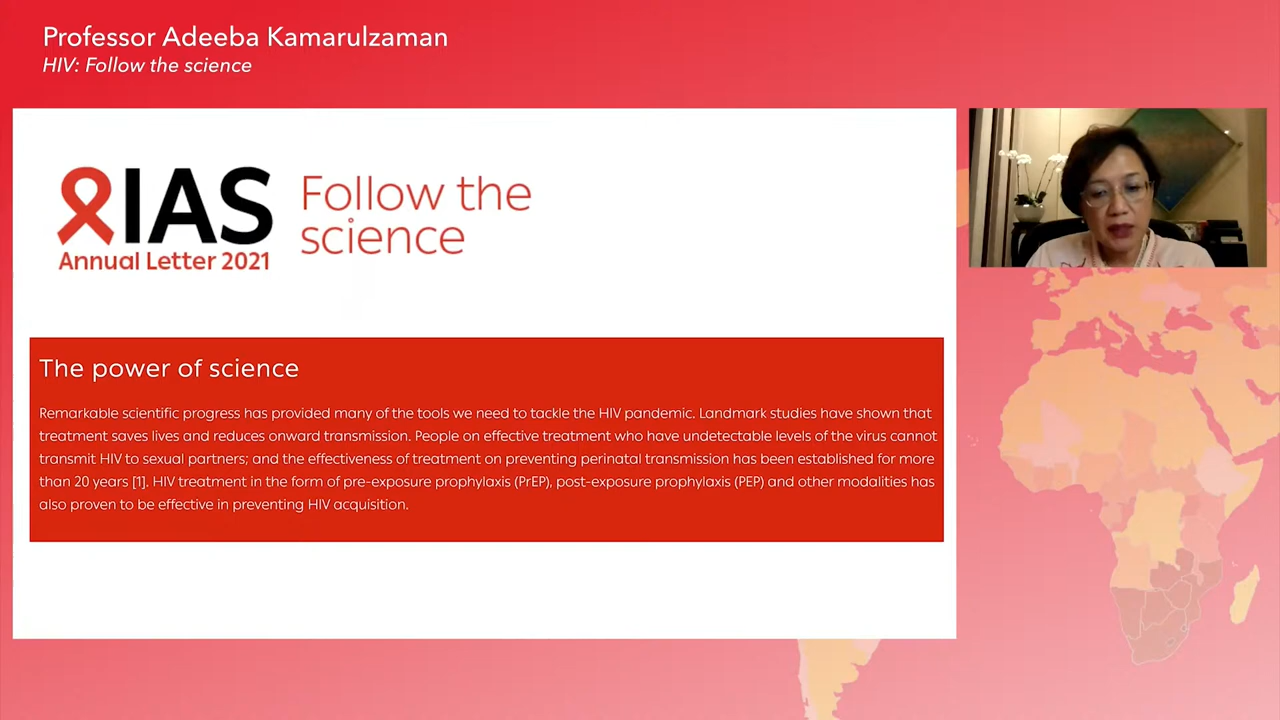 Professor Adeeba Kamarulzaman
HIV: Follow the science
IAS
Annual Letter 2021
Follow the
science
The power of science
Remarkable scientific progress has provided many of the tools we need to tackle the HIV pandemic. Landmark studies have shown that
treatment saves lives and reduces onward transmission. People on effective treatment who have undetectable levels of the virus cannot
transmit HIV to sexual partners; and the effectiveness of treatment on preventing perinatal transmission has been established for more
than 20 years [1]. HIV treatment in the form of pre-exposure prophylaxis (PrEP), post-exposure prophylaxis (PEP) and other modalities has
also proven to be effective in preventing HIV acquisition.